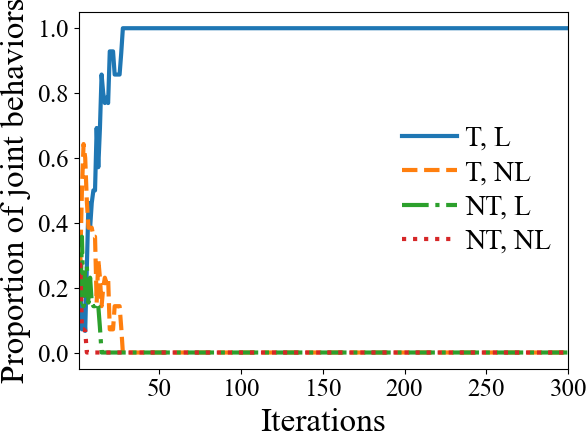 Proportion of joint behaviors
1.0
0.8
0.6
0.4
0.2
0.0
T, L
T, NL
NT, L
NT, NL
50 100 150 200 250 300
Iterations